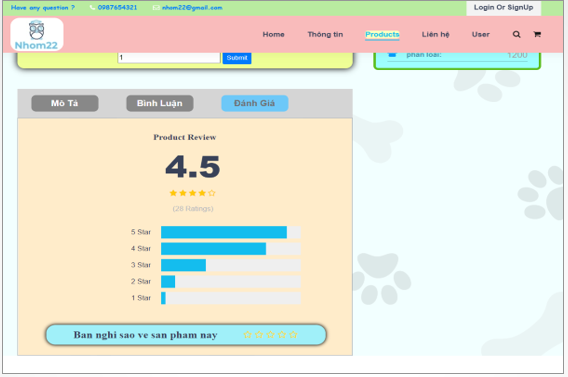 Have any question ? 0987654321 nhom22@gmail.com Login Or SignUp
Nhom22 Home Thông tin Products Liên hệ User
1 Submit
phân loại: 1200
Mô Tả Bình Luận Đánh Giá
Product Review
4.5
(28 Ratings)
5 Star
4 Star
3 Star
2 Star
1 Star
Ban nghi sao ve san pham nay